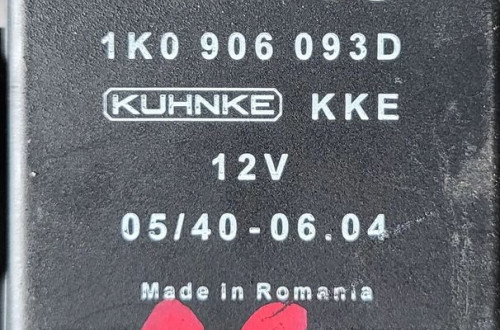 1K0 906 093D
KUHNKE KKE
12V
05/40-06.04
Made in Romania